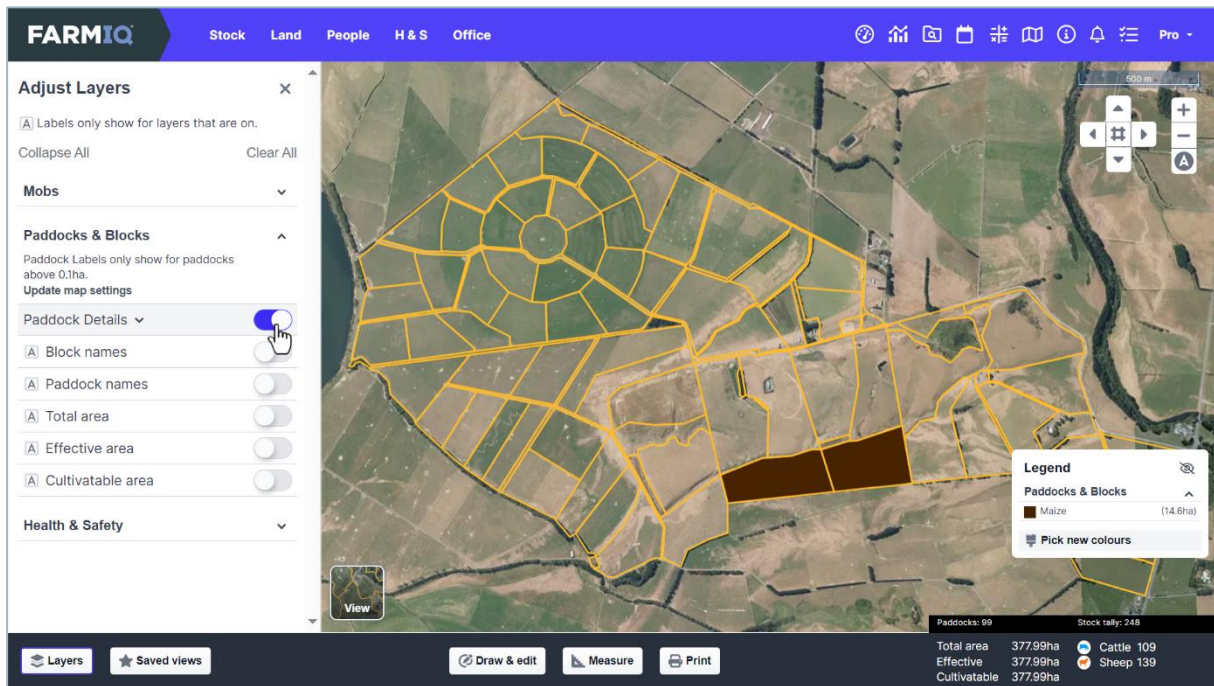 FARMIQ
Stock Land People H & S Office
Pro
Adjust Layers
A Labels only show for layers that are on.
Collapse All Clear All
Mobs
Paddocks & Blocks
Paddock Labels only show for paddocks
above 0.1ha.
Update map settings
Paddock Details
A Block names
A Paddock names
A Total area
A Effective area
A Cultivatable area
Health & Safety
500 m
A
Legend
Paddocks & Blocks
Maize (14.6ha)
Pick new colours
View
Paddocks: 99 Stock tally: 248
Layers
Saved views
Draw & edit
Measure
Print
Total area 377.99ha Cattle 109
Effective 377.99ha Sheep 139
Cultivatable 377.99ha